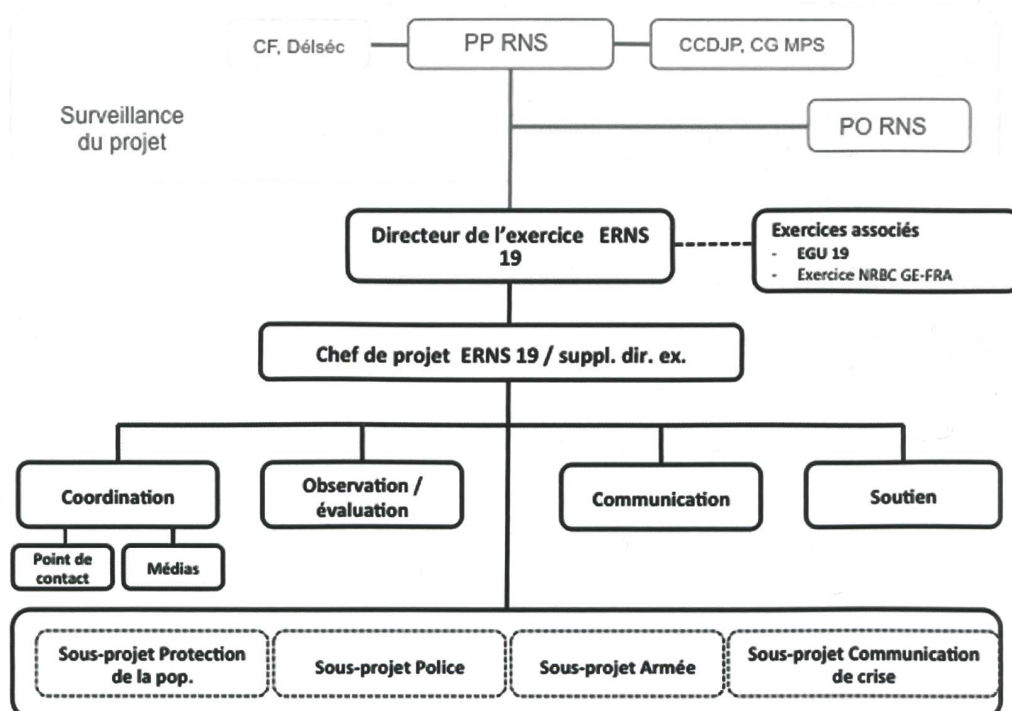 CF, Délséc
PP RNS
CCDJP, CG MPS
Surveillance
du projet
PO RNS
Directeur de l'exercice ERNS
19
Exercices associés
- EGU 19
- Exercice NRBC GE-FRA
Chef de projet ERNS 19 / suppl. dir. ex.
Coordination
Observation /
évaluation
Communication
Soutien
Point de
contact
Médias
Sous-projet Protection
de la pop.
Sous-projet Police
Sous-projet Armée
Sous-projet Communication
de crise